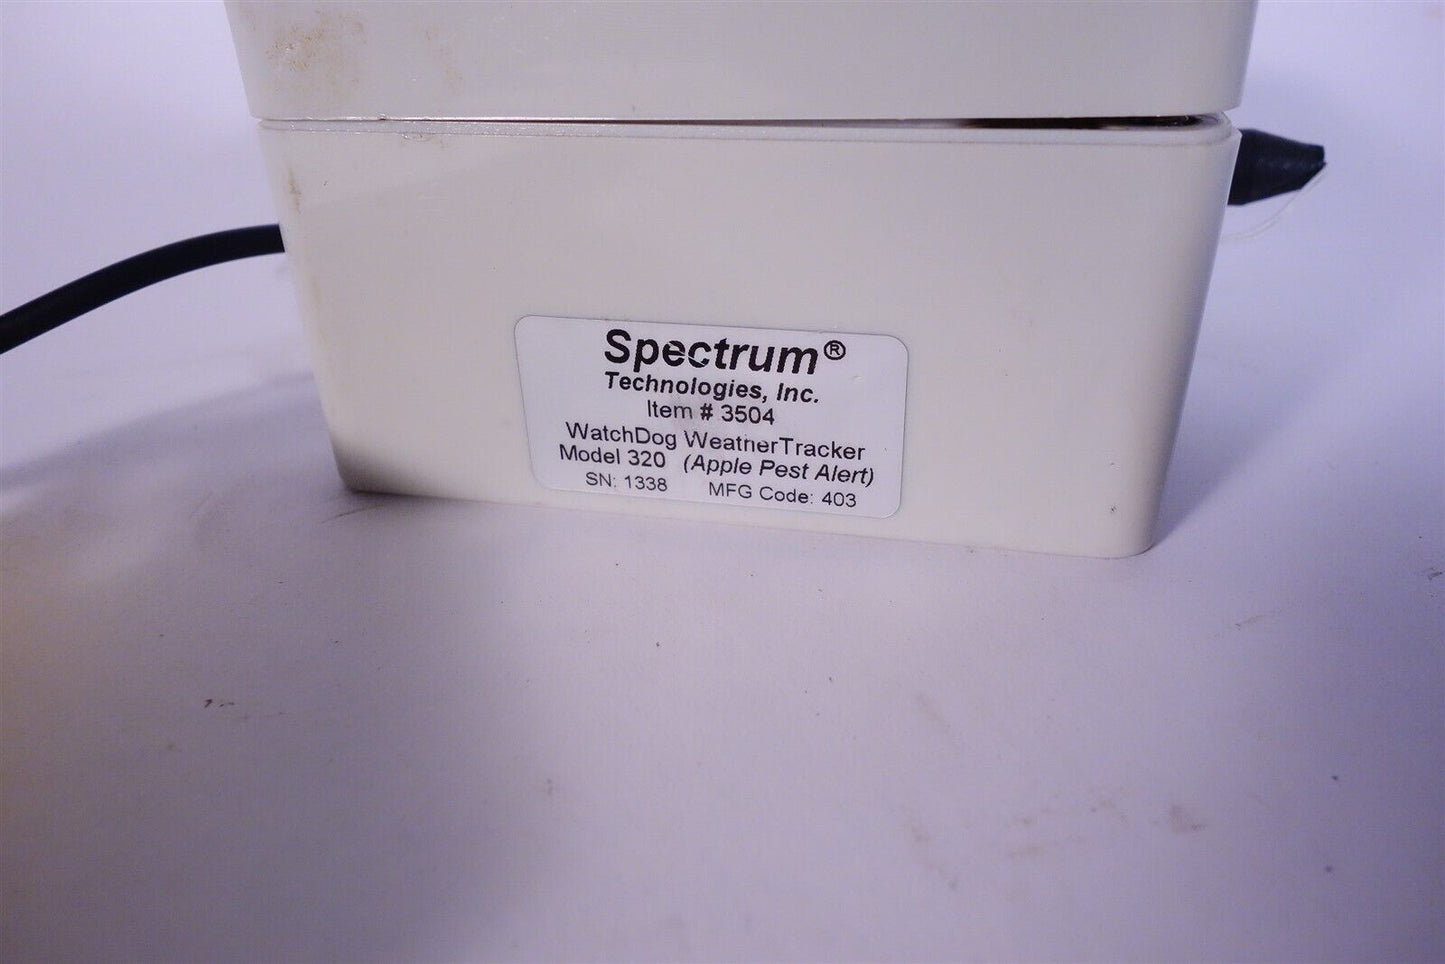 Spectrum®
Technologies, Inc.
Item # 3504
WatchDog WeatherTracker
Model 320 (Apple Pest Alert)
SN: 1338 MFG Code: 403